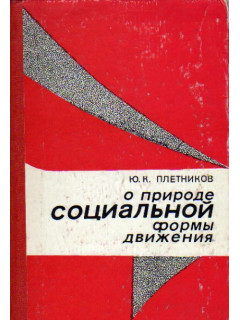 Ю. К. ПЛЕТНИКОВ
о природе
социальной
формы
движения